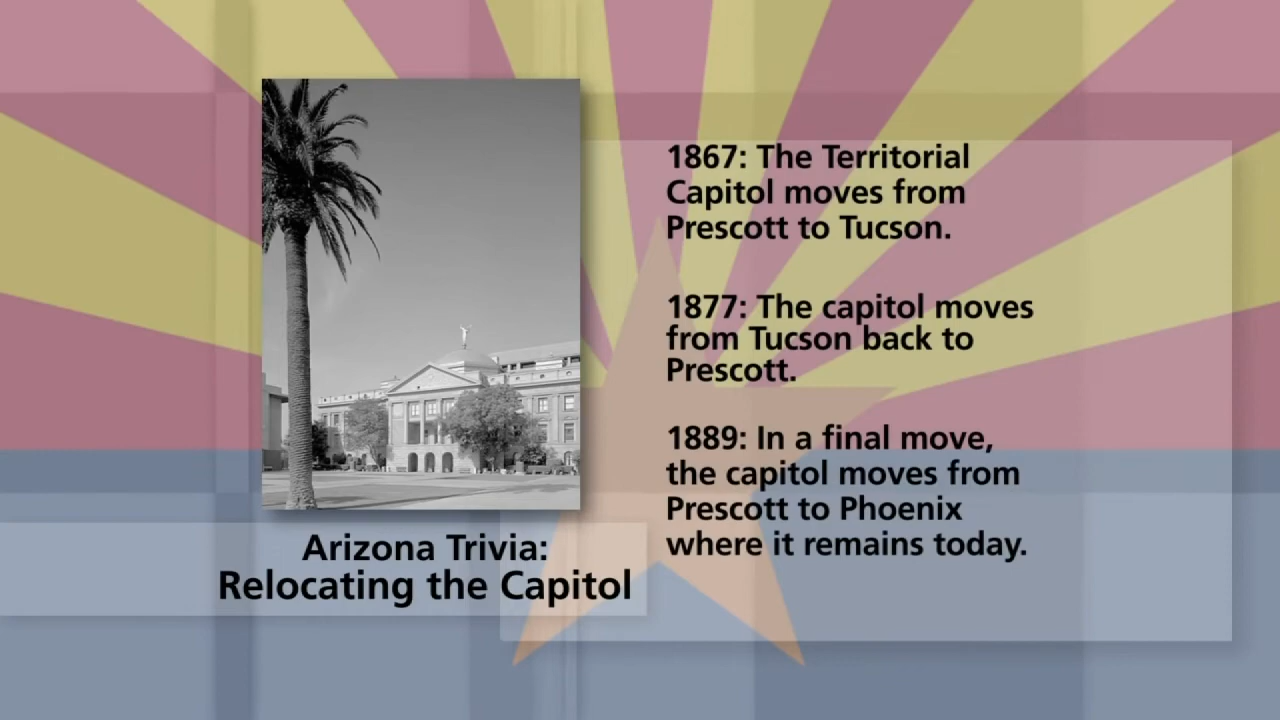 1867: The Territorial
Capitol moves from
Prescott to Tucson.
1877: The capitol moves
from Tucson back to
Prescott.
1889: In a final move,
the capitol moves from
Prescott to Phoenix
where it remains today.
Arizona Trivia:
Relocating the Capitol